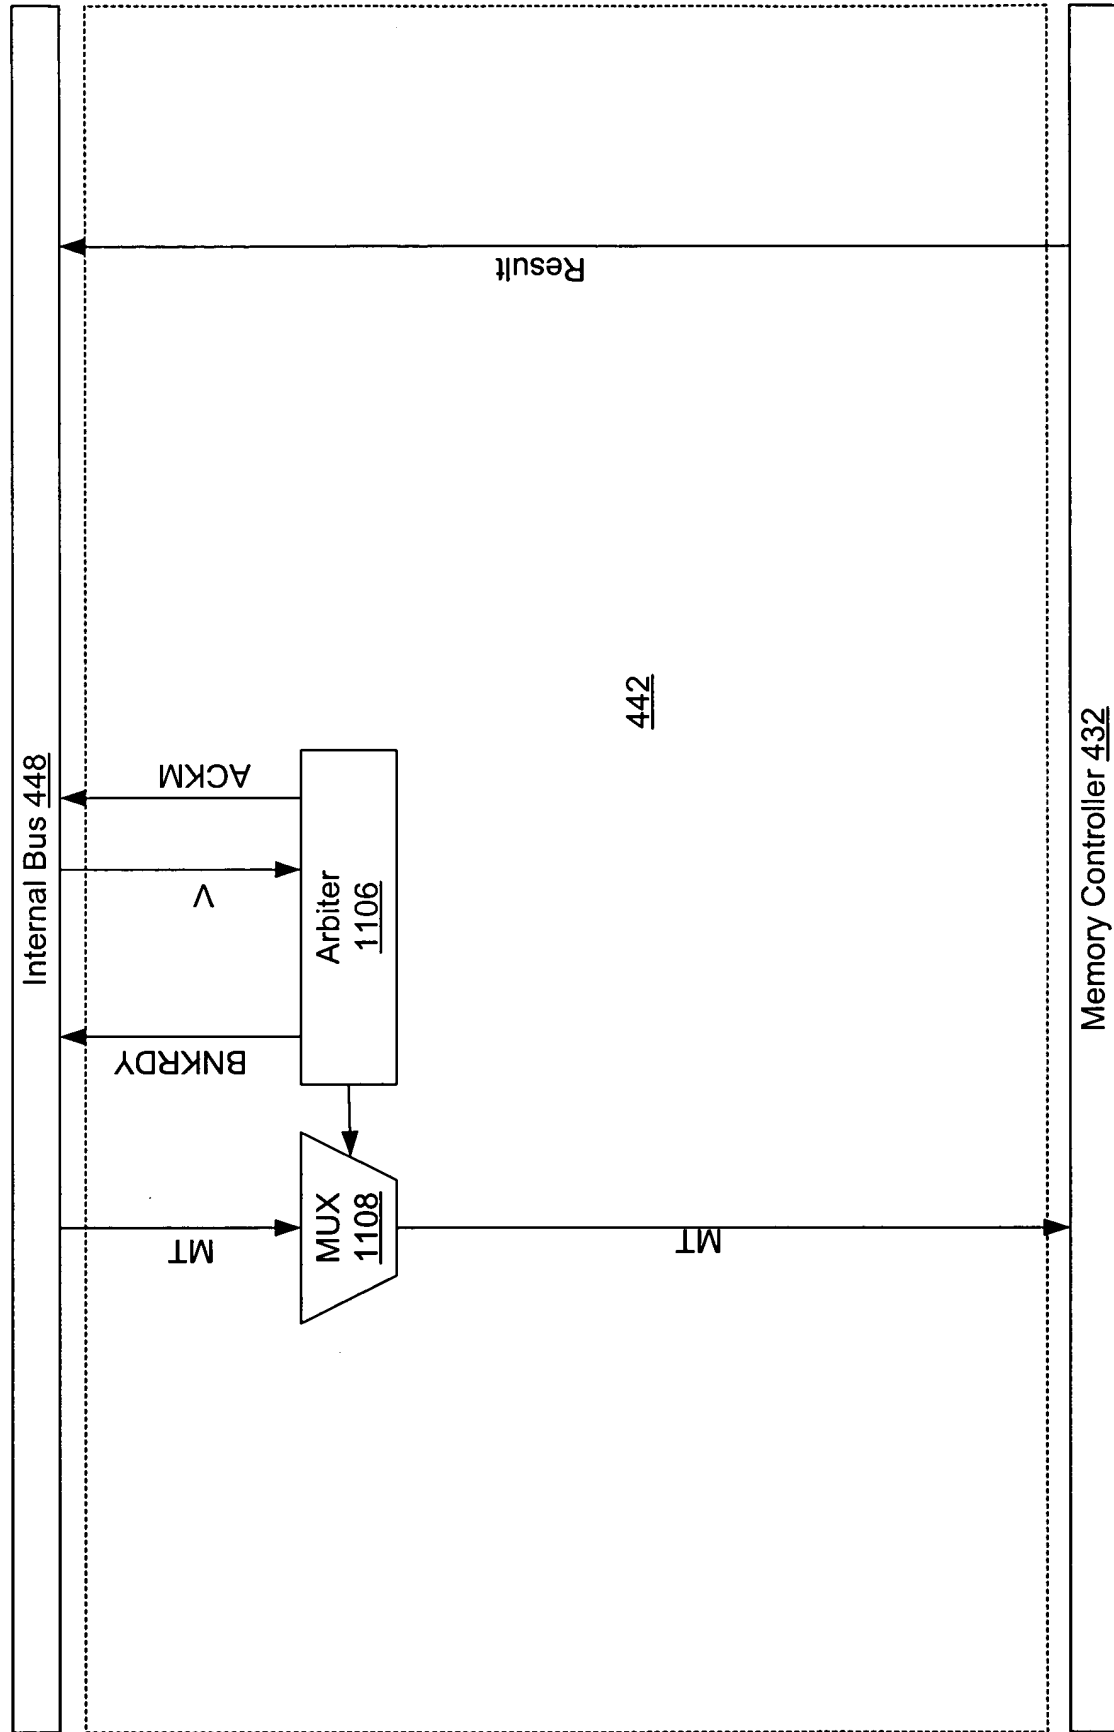 Internal Bus 448
MT
BNKRDY
V
ACKM
Result
MUX
1108
Arbiter
1106
MT
442
Memory Controller 432